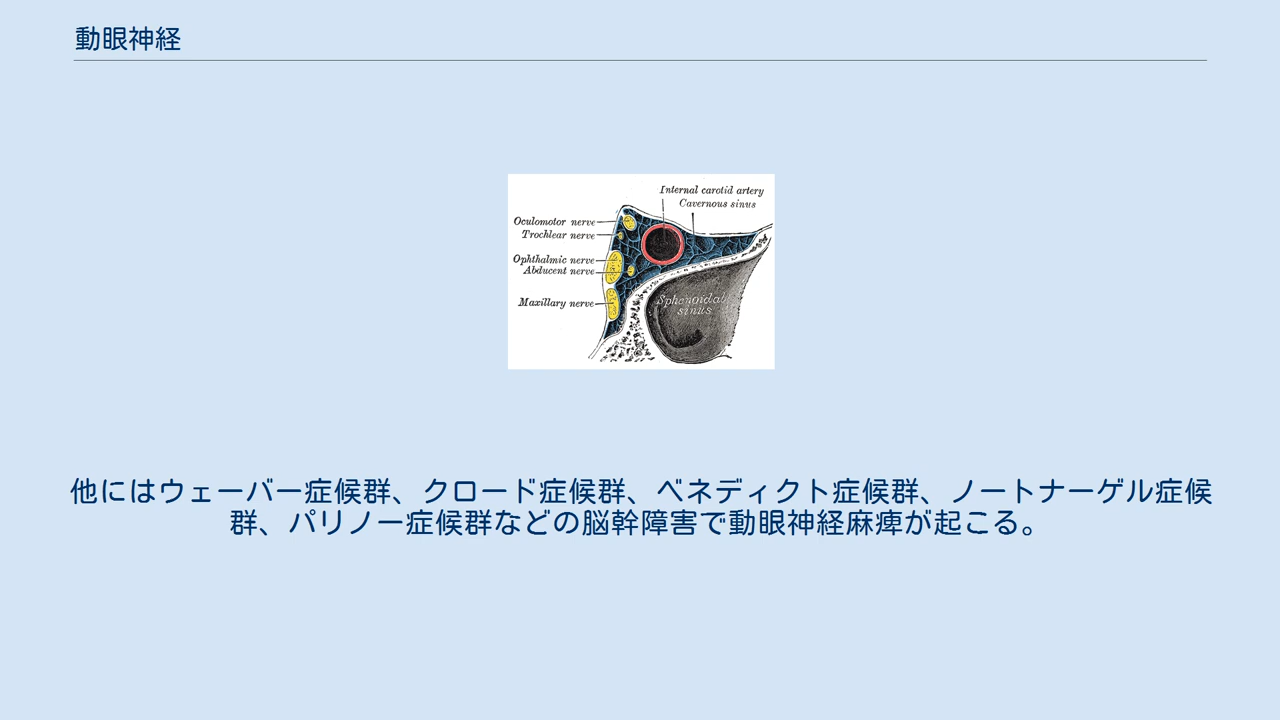 動眼神経
Internal carotid artery
Cavernous sinus
Oculomotor nerve
Trochlear nerve
Ophthalmic nerve
Abducent nerve
Maxillary nerve
Sphenoidal
sinus
他にはウェーバー症候群、クロード症候群、ベネディクト症候群、ノートナーゲル症候
群、パリノー症候群などの脳幹障害で動眼神経麻痺が起こる。